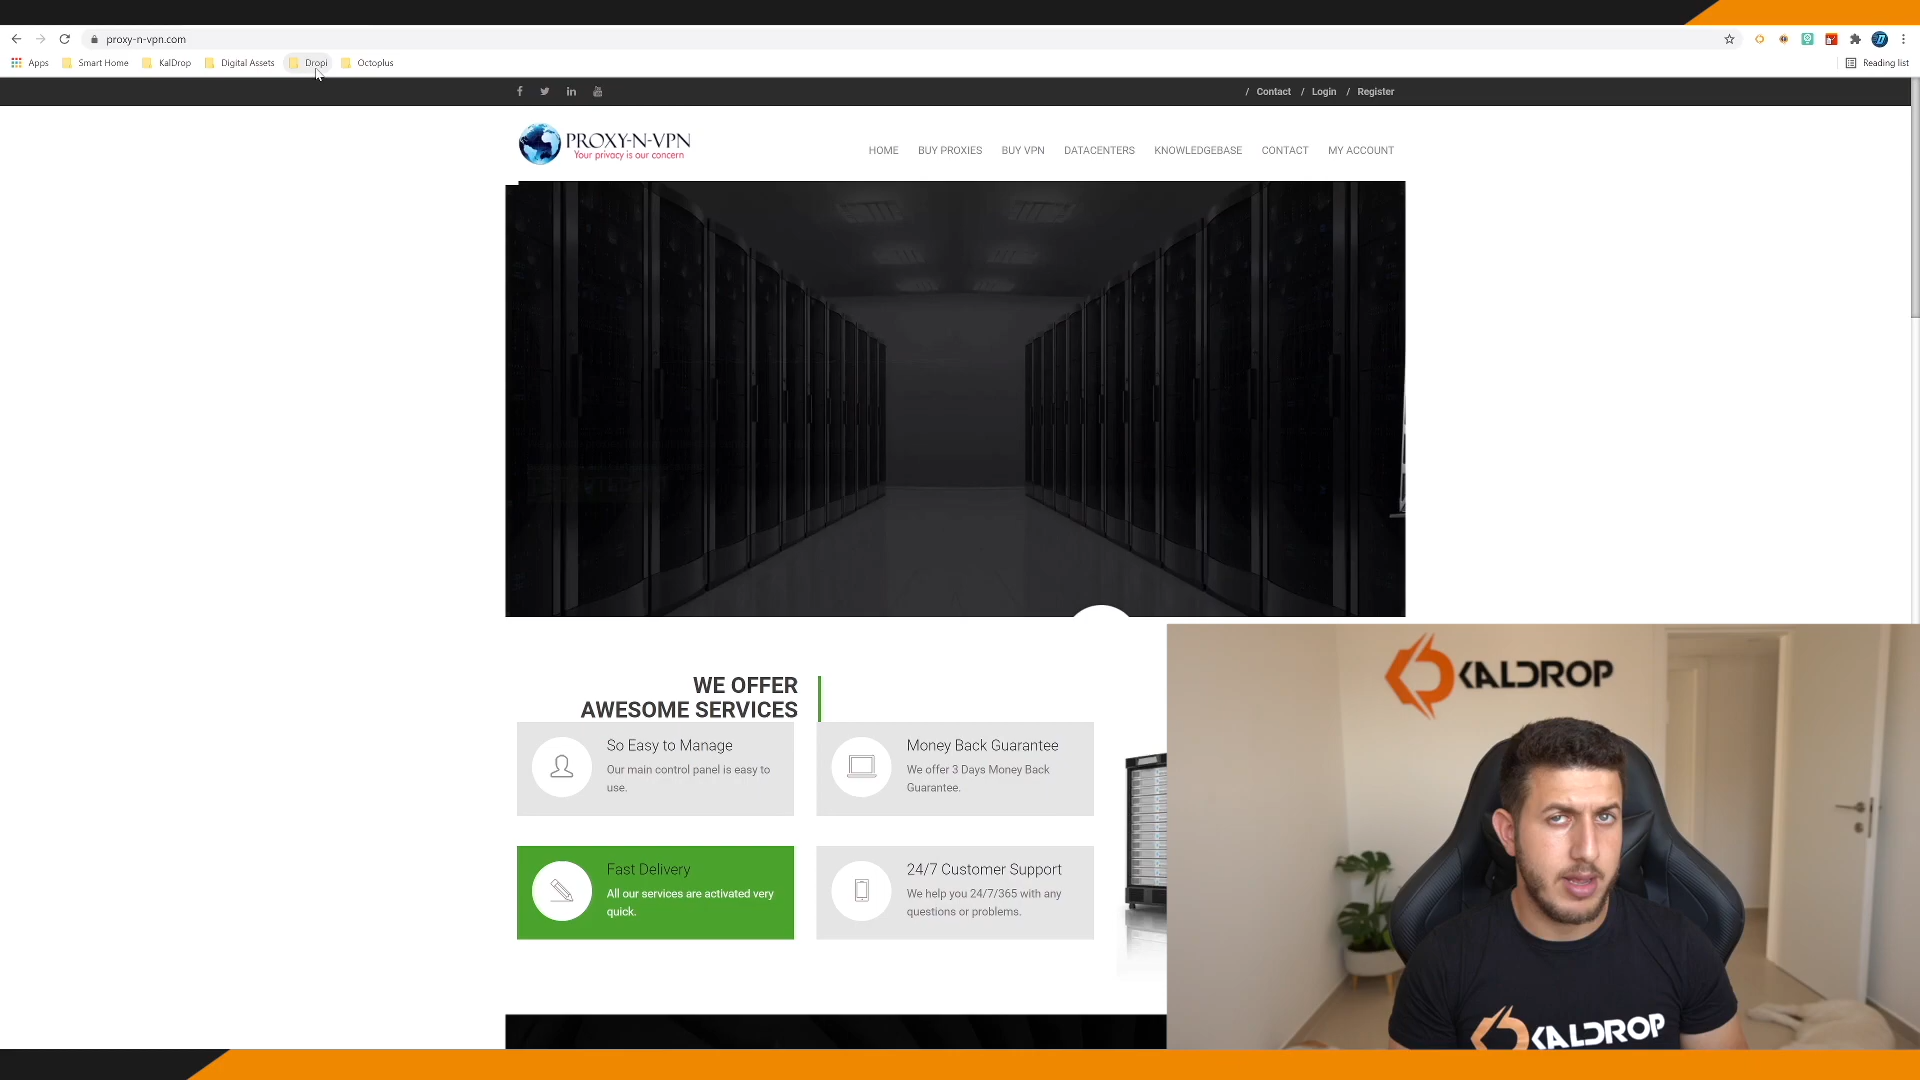 proxy-n-vpn.com
Apps Smart Home KalDrop Digital Assets Dropi Octoplus Reading list
/ Contact / Login / Register
PROXY-N-VPN
Your privacy is our concern
HOME BUY PROXIES BUY VPN DATACENTERS KNOWLEDGEBASE CONTACT MY ACCOUNT
WE OFFER
AWESOME SERVICES
So Easy to Manage
Our main control panel is easy to
use.
Money Back Guarantee
We offer 3 Days Money Back
Guarantee.
Fast Delivery
All our services are activated very
quick.
24/7 Customer Support
We help you 24/7/365 with any
questions or problems.
KALDROP
KALDROP